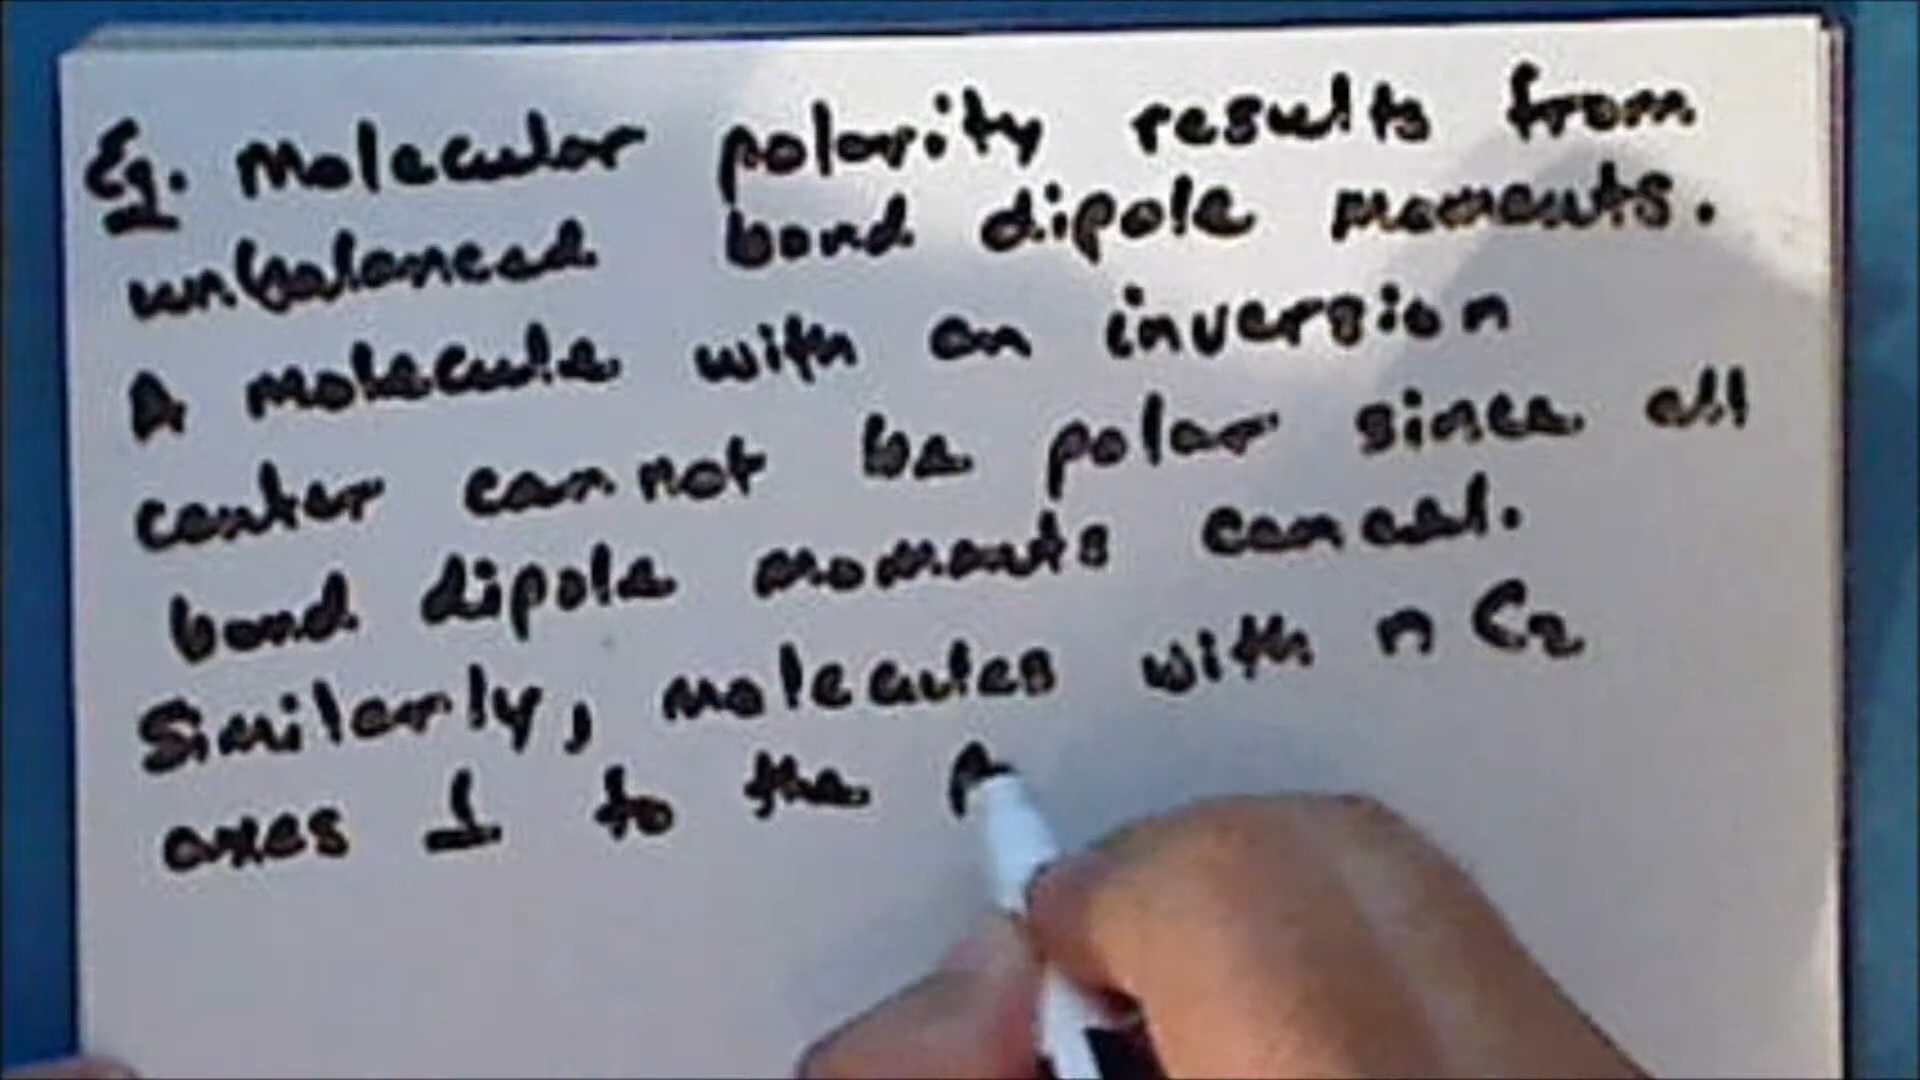 Eg. Molecular polarity results from
unbalanced bond dipole moments.
A molecule with an inversion
center cannot be polar since all
bond dipole moments cancel.
Similarly, molecules with n C₂
axes ⊥ to the